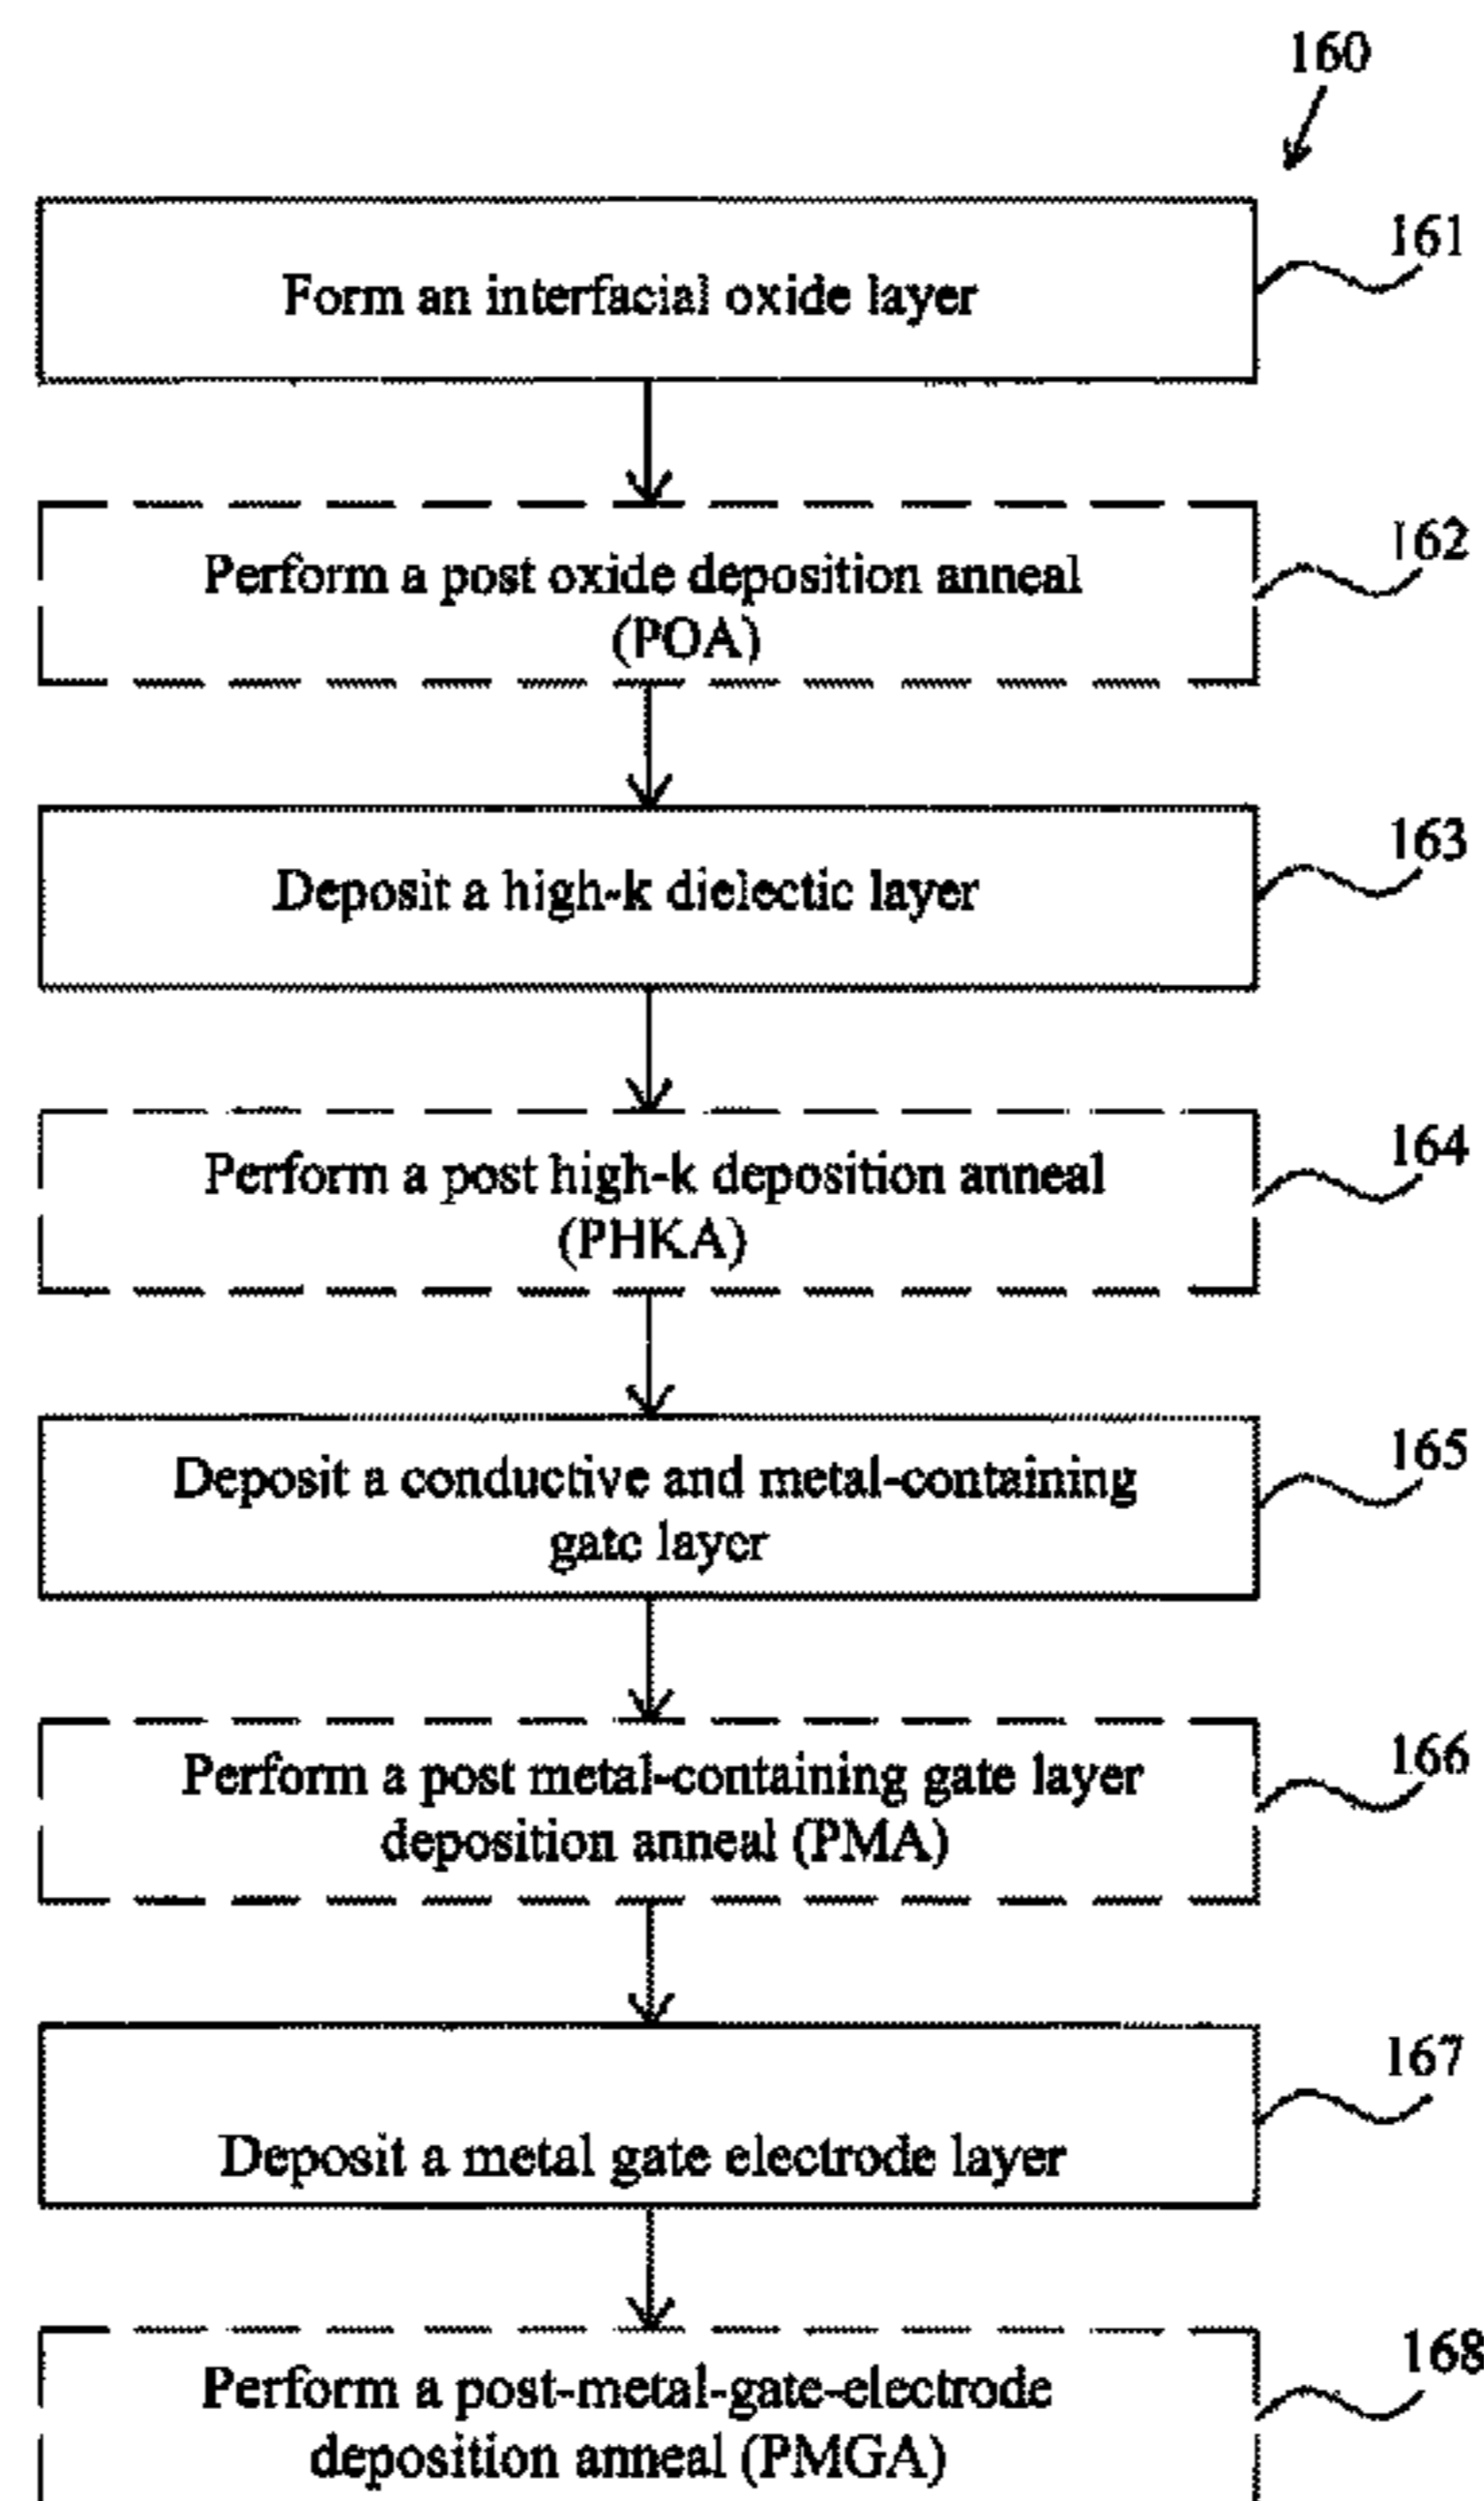 160
161
Form an interfacial oxide layer
162
Perform a post oxide deposition anneal
(POA)
163
Deposit a high-k dielectic layer
164
Perform a post high-k deposition anneal
(PHKA)
165
Deposit a conductive and metal-containing
gate layer
166
Perform a post metal-containing gate layer
deposition anneal (PMA)
167
Deposit a metal gate electrode layer
168
Perform a post-metal-gate-electrode
deposition anneal (PMGA)